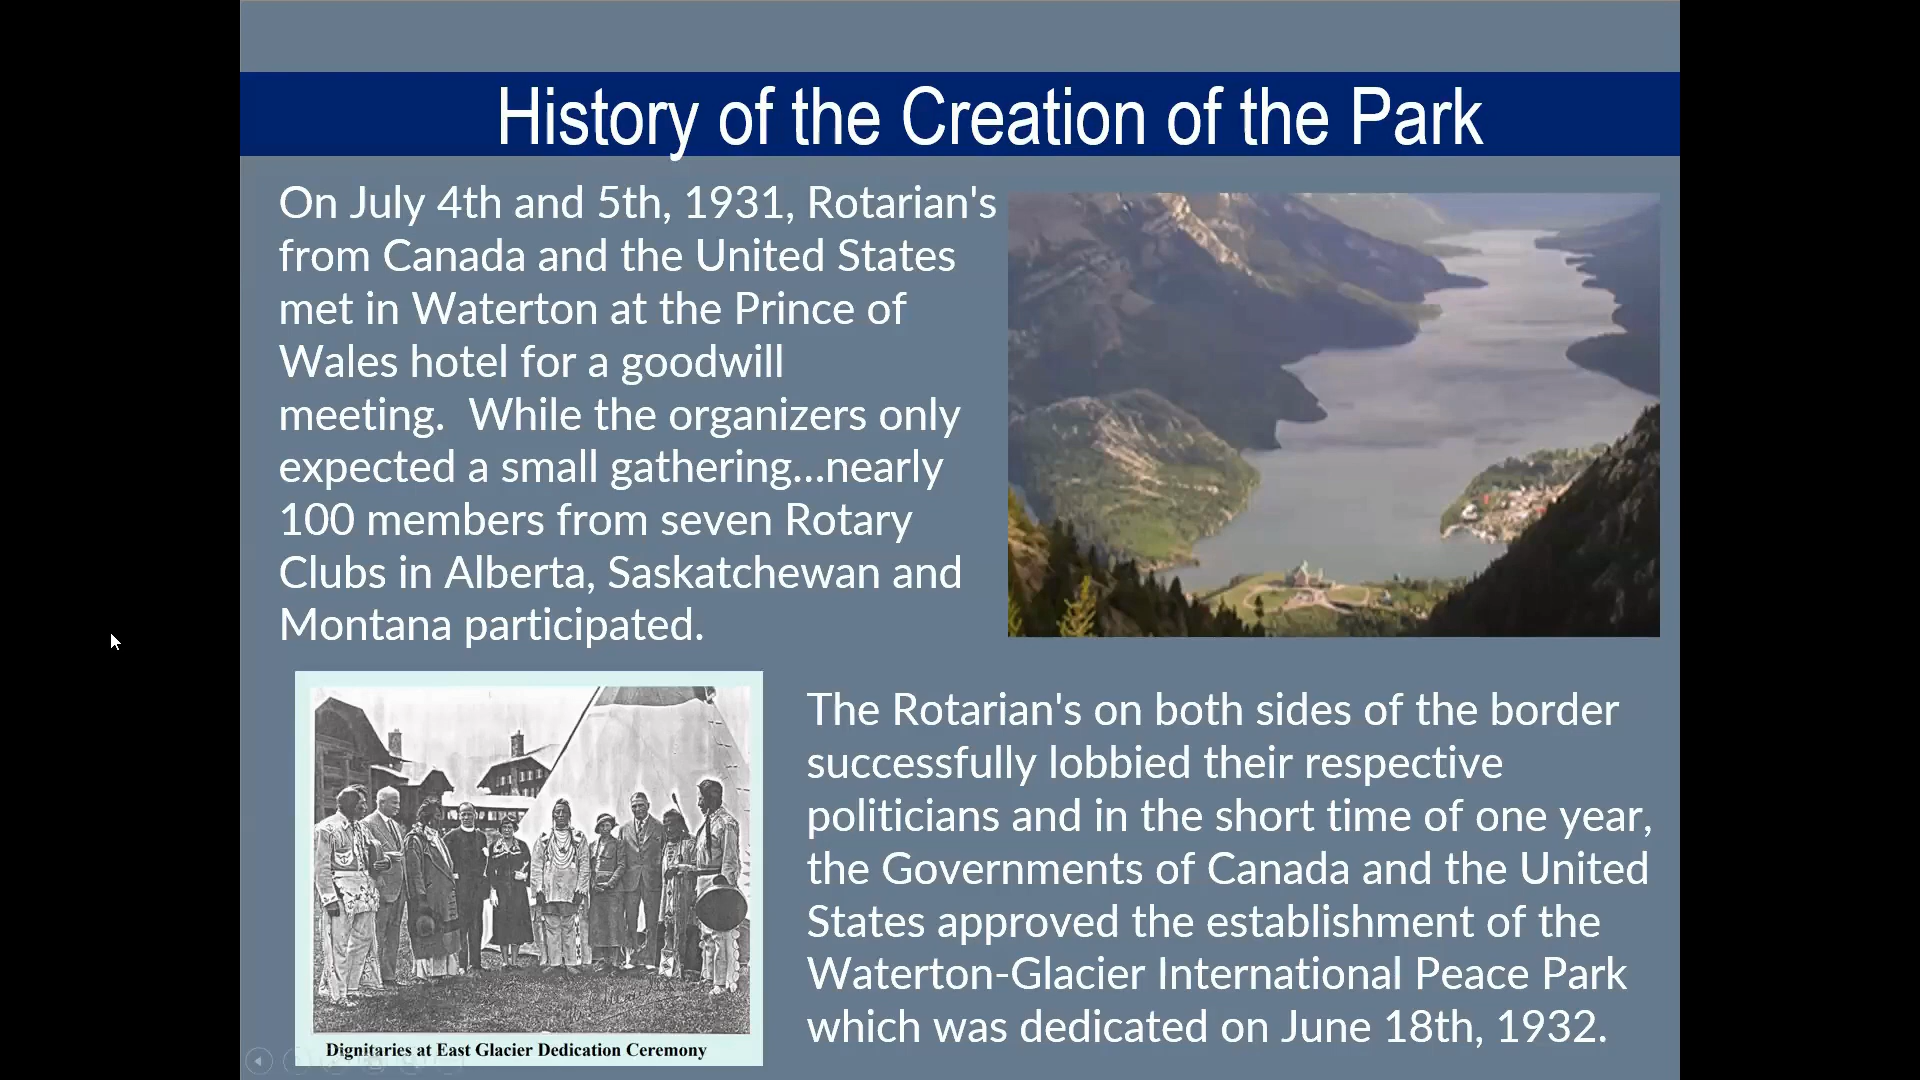 History of the Creation of the Park
On July 4th and 5th, 1931, Rotarian's
from Canada and the United States
met in Waterton at the Prince of
Wales hotel for a goodwill
meeting.  While the organizers only
expected a small gathering...nearly
100 members from seven Rotary
Clubs in Alberta, Saskatchewan and
Montana participated.
The Rotarian's on both sides of the border
successfully lobbied their respective
politicians and in the short time of one year,
the Governments of Canada and the United
States approved the establishment of the
Waterton-Glacier International Peace Park
which was dedicated on June 18th, 1932.
Dignitaries at East Glacier Dedication Ceremony